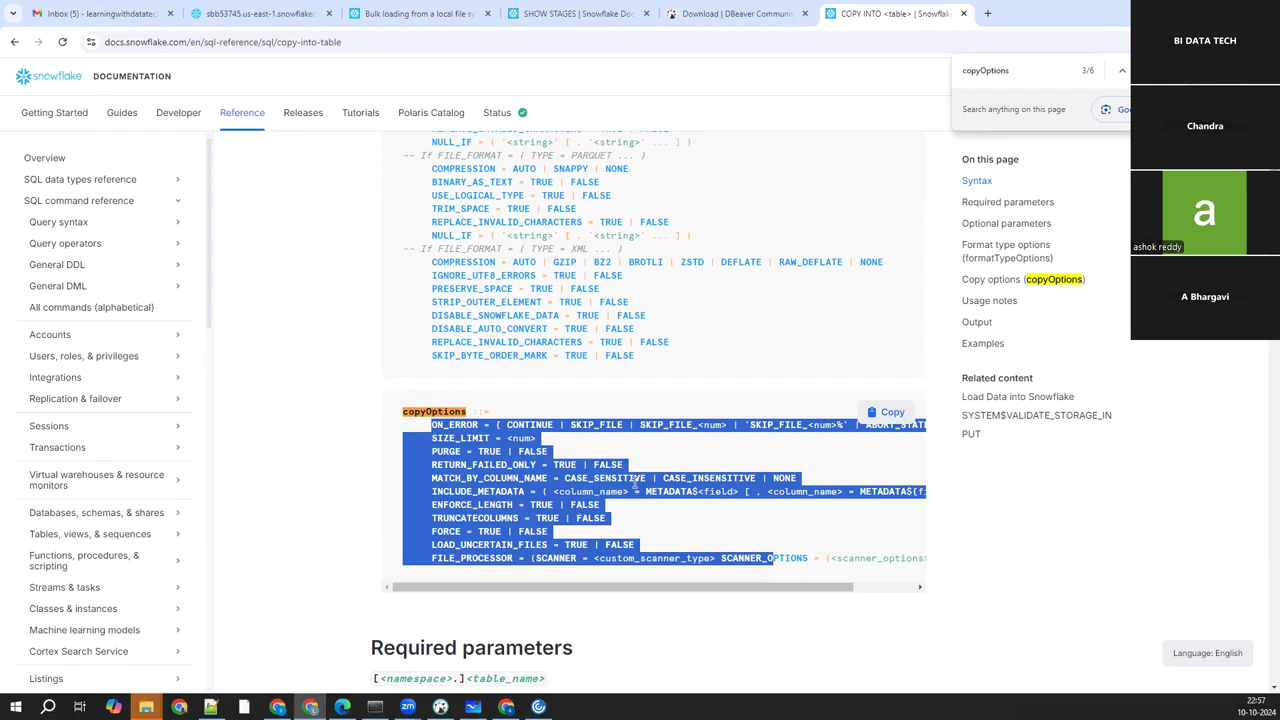 Inbox (9) - learningwithdatatec
sbb53745.us-east-1.snowflakec
Bulk loading from a local file sy
SHOW STAGES | Snowflake Doc
Download | DBeaver Communit
COPY INTO <table> | Snowflake
docs.snowflake.com/en/sql-reference/sql/copy-into-table
snowflake DOCUMENTATION
copyOptions 3/6
Search anything on this page Goo
Getting Started Guides Developer Reference Releases Tutorials Polaris Catalog Status
Overview
SQL data types reference
SQL command reference
Query syntax
Query operators
General DDL
General DML
All commands (alphabetical)
Accounts
Users, roles, & privileges
Integrations
Replication & failover
Sessions
Transactions
Virtual warehouses & resource
monitors
Databases, schemas, & shares
Tables, views, & sequences
Functions, procedures, &
scripting
Streams & tasks
Classes & instances
Machine learning models
Cortex Search Service
Listings
REPLACE_INVALID_CHARACTERS = TRUE | FALSE
NULL_IF = ( '<string>' [ , '<string>' ... ] )
-- If FILE_FORMAT = ( TYPE = PARQUET ... )
COMPRESSION = AUTO | SNAPPY | NONE
BINARY_AS_TEXT = TRUE | FALSE
USE_LOGICAL_TYPE = TRUE | FALSE
TRIM_SPACE = TRUE | FALSE
REPLACE_INVALID_CHARACTERS = TRUE | FALSE
NULL_IF = ( '<string>' [ , '<string>' ... ] )
-- If FILE_FORMAT = ( TYPE = XML ... )
COMPRESSION = AUTO | GZIP | BZ2 | BROTLI | ZSTD | DEFLATE | RAW_DEFLATE | NONE
IGNORE_UTF8_ERRORS = TRUE | FALSE
PRESERVE_SPACE = TRUE | FALSE
STRIP_OUTER_ELEMENT = TRUE | FALSE
DISABLE_SNOWFLAKE_DATA = TRUE | FALSE
DISABLE_AUTO_CONVERT = TRUE | FALSE
REPLACE_INVALID_CHARACTERS = TRUE | FALSE
SKIP_BYTE_ORDER_MARK = TRUE | FALSE
copyOptions ::=
Copy
ON_ERROR = { CONTINUE | SKIP_FILE | SKIP_FILE_<num> | 'SKIP_FILE_<num>%' | ABORT_STATE
SIZE_LIMIT = <num>
PURGE = TRUE | FALSE
RETURN_FAILED_ONLY = TRUE | FALSE
MATCH_BY_COLUMN_NAME = CASE_SENSITIVE | CASE_INSENSITIVE | NONE
INCLUDE_METADATA = ( <column_name> = METADATA$<field> [ , <column_name> = METADATA${fi
ENFORCE_LENGTH = TRUE | FALSE
TRUNCATECOLUMNS = TRUE | FALSE
FORCE = TRUE | FALSE
LOAD_UNCERTAIN_FILES = TRUE | FALSE
FILE_PROCESSOR = (SCANNER = <custom_scanner_type> SCANNER_OPTIONS = (<scanner_options>
Required parameters
[<namespace>.]<table_name>
On this page
Syntax
Required parameters
Optional parameters
Format type options
(formatTypeOptions)
Copy options (copyOptions)
Usage notes
Output
Examples
Related content
Load Data into Snowflake
SYSTEM$VALIDATE_STORAGE_IN
PUT
Language: English
BI DATA TECH
Chandra
a
ashok reddy
A Bhargavi
22:57
10-10-2024